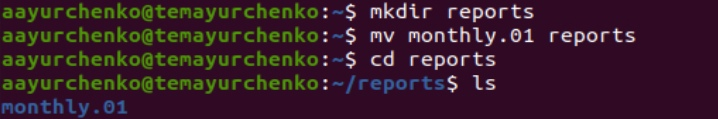 aayurchenko@temayurchenko:~$ mkdir reports
aayurchenko@temayurchenko:~$ mv monthly.01 reports
aayurchenko@temayurchenko:~$ cd reports
aayurchenko@temayurchenko:~/reports$ ls
monthly.01